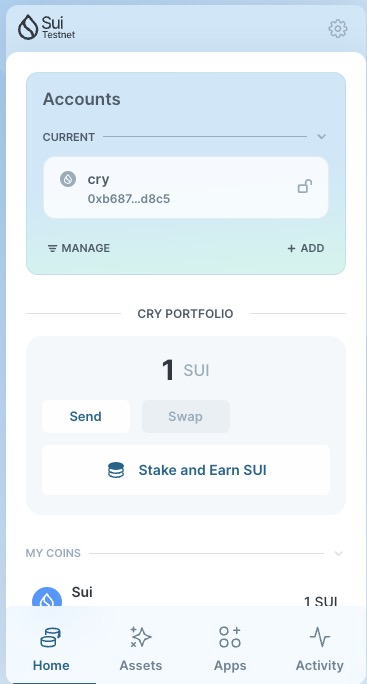 Sui
Testnet
Accounts
CURRENT
cry
0xb687...d8c5
MANAGE
+ ADD
CRY PORTFOLIO
1 SUI
Send
Swap
Stake and Earn SUI
MY COINS
Sui
1 SUI
Home
Assets
Apps
Activity